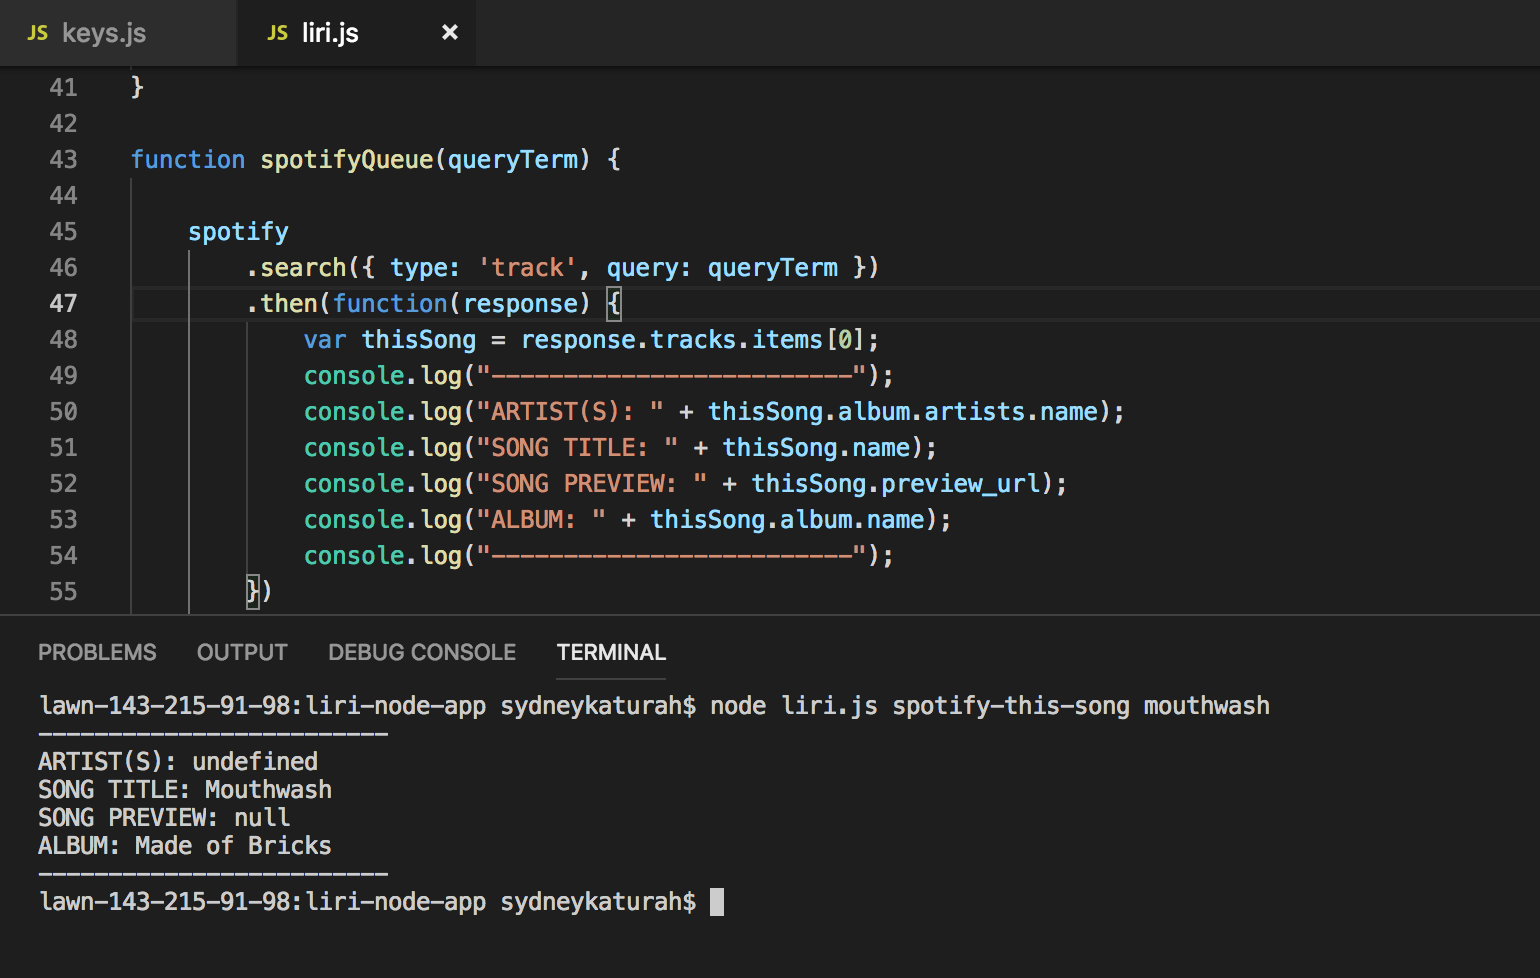 JS keys.js JS liri.js ×
41 }
42
43 function spotifyQueue(queryTerm) {
44
45 spotify
46 .search({ type: 'track', query: queryTerm })
47 .then(function(response) {
48 var thisSong = response.tracks.items[0];
49 console.log("-------------------------");
50 console.log("ARTIST(S): " + thisSong.album.artists.name);
51 console.log("SONG TITLE: " + thisSong.name);
52 console.log("SONG PREVIEW: " + thisSong.preview_url);
53 console.log("ALBUM: " + thisSong.album.name);
54 console.log("-------------------------");
55 })
PROBLEMS OUTPUT DEBUG CONSOLE TERMINAL
lawn-143-215-91-98:liri-node-app sydneykaturah$ node liri.js spotify-this-song mouthwash
-------------------------
ARTIST(S): undefined
SONG TITLE: Mouthwash
SONG PREVIEW: null
ALBUM: Made of Bricks
-------------------------
lawn-143-215-91-98:liri-node-app sydneykaturah$